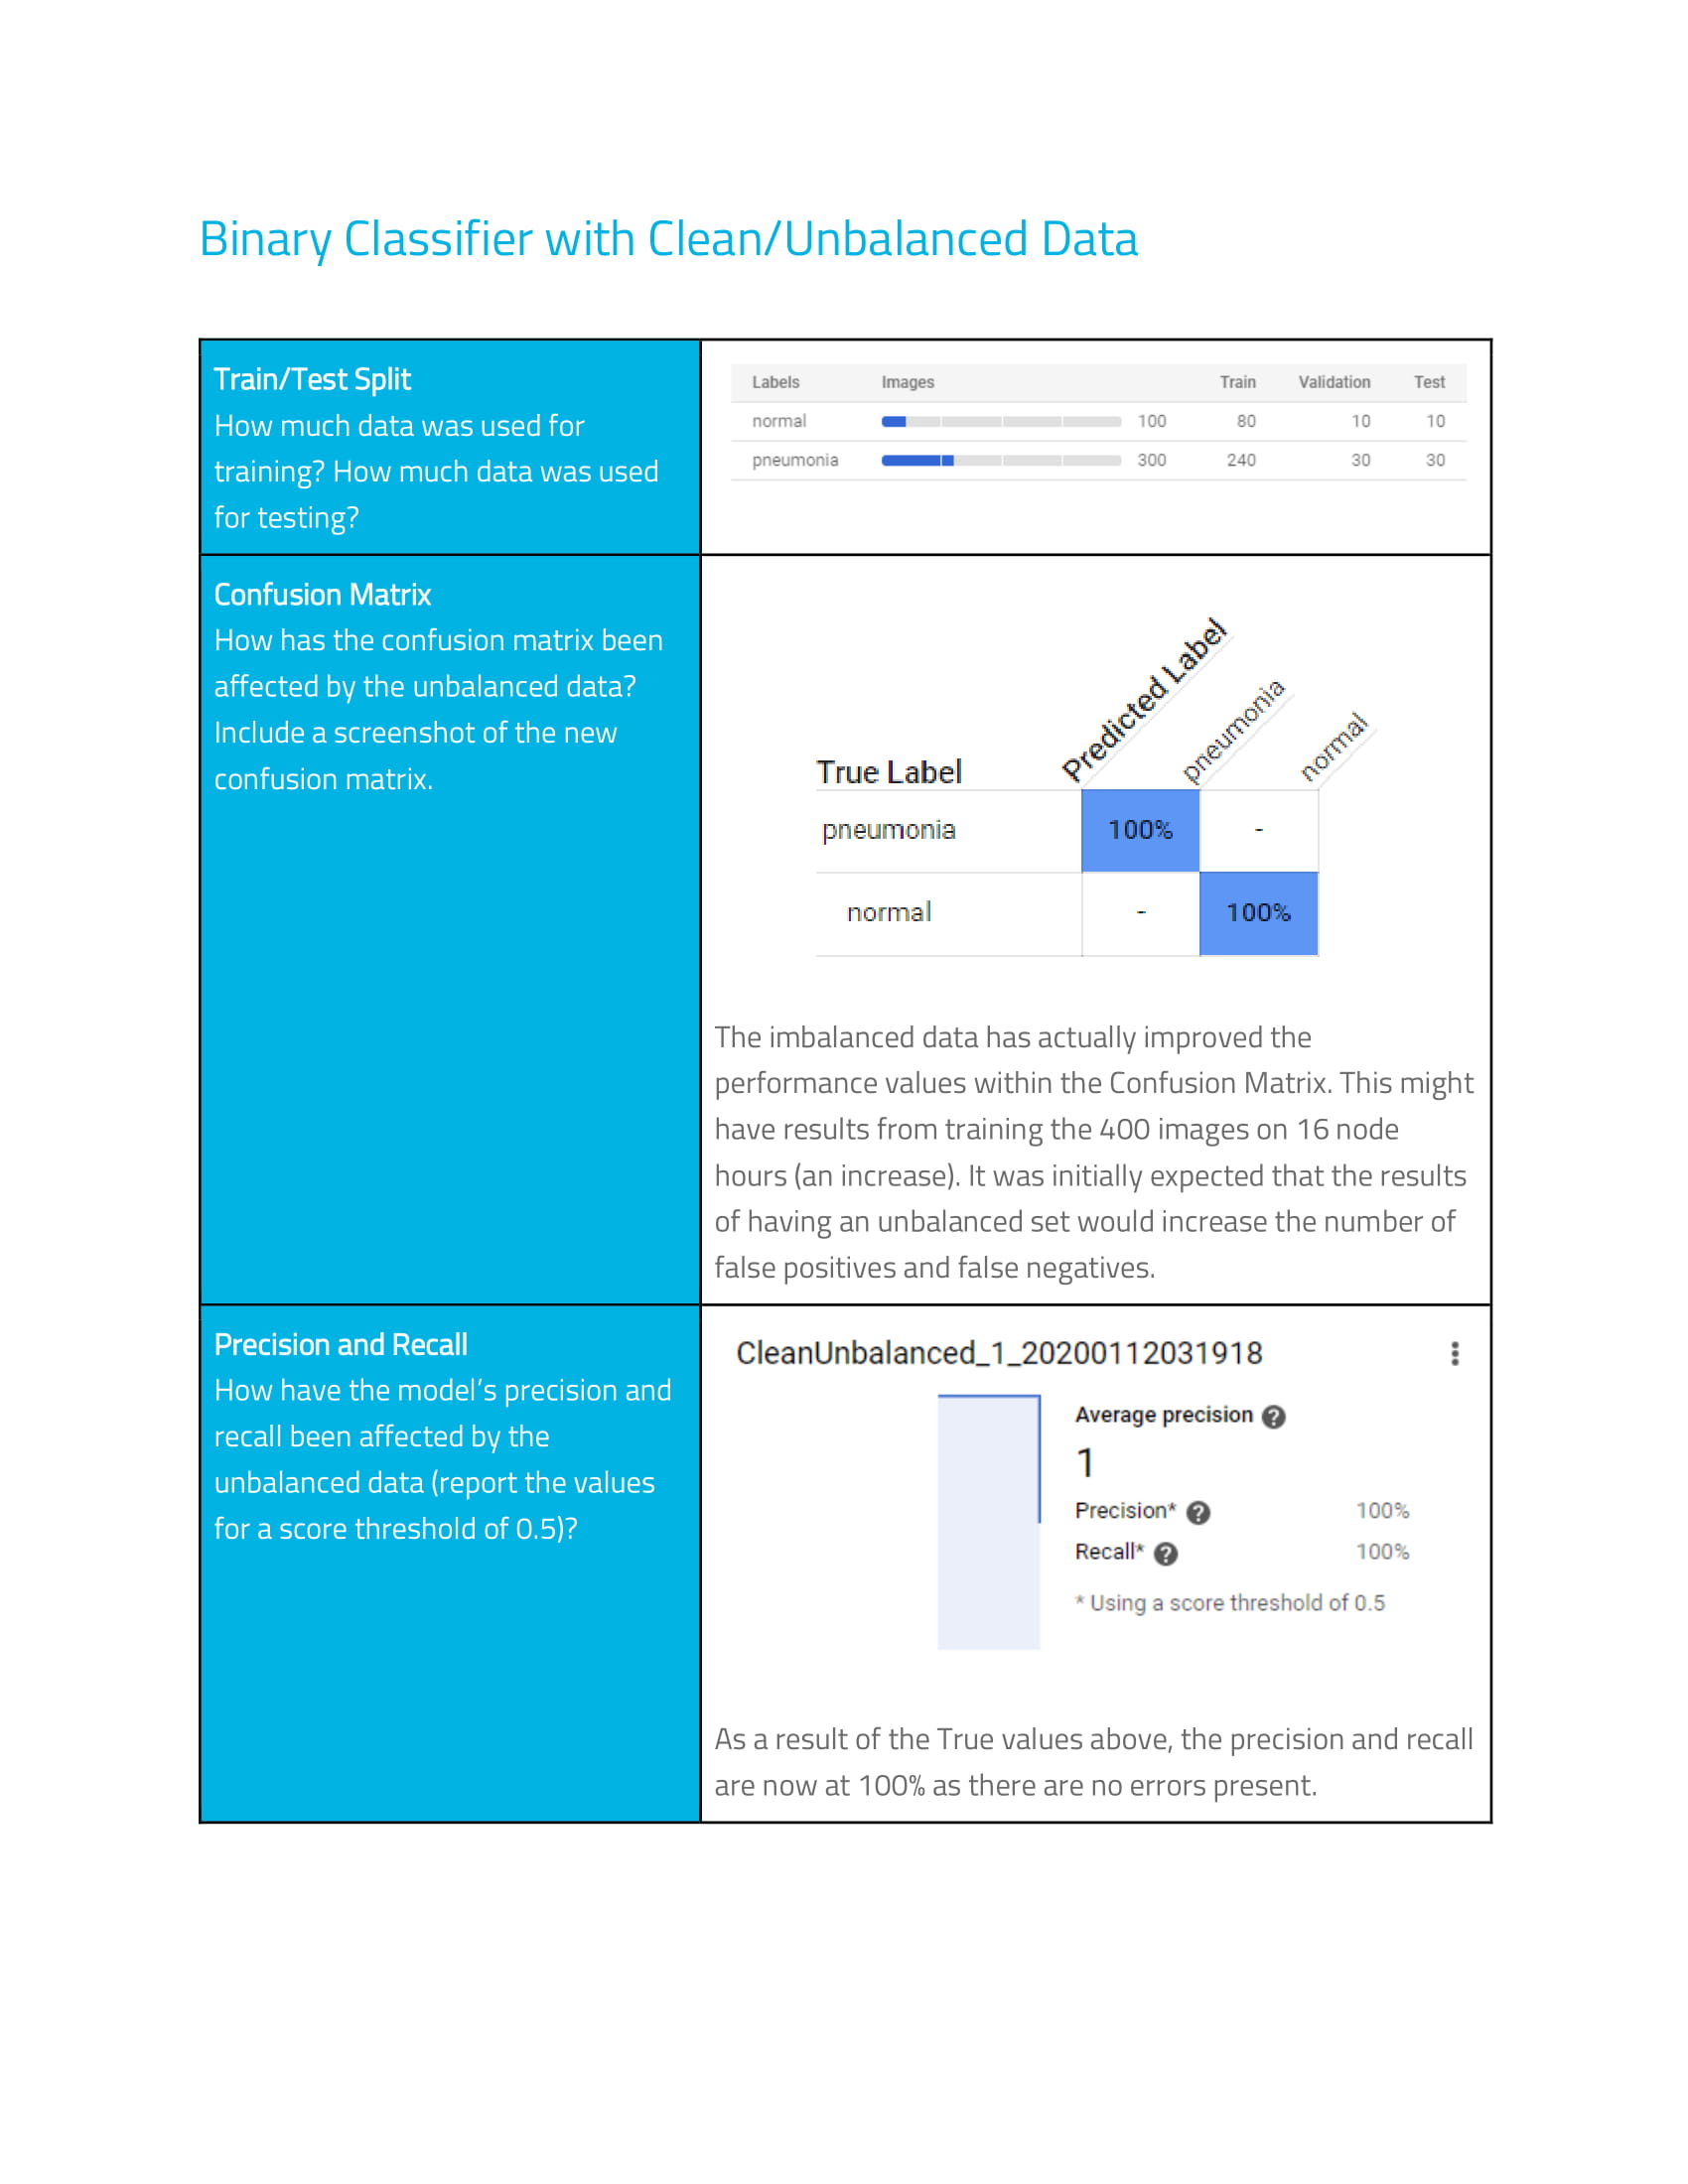 Binary Classifier with Clean/Unbalanced Data
Train/Test Split
How much data was used for
training? How much data was used
for testing?
Labels Images Train Validation Test
normal 100 80 10 10
pneumonia 300 240 30 30
Confusion Matrix
How has the confusion matrix been
affected by the unbalanced data?
Include a screenshot of the new
confusion matrix.
True Label Predicted Label pneumonia normal
pneumonia 100% -
normal - 100%
The imbalanced data has actually improved the
performance values within the Confusion Matrix. This might
have results from training the 400 images on 16 node
hours (an increase). It was initially expected that the results
of having an unbalanced set would increase the number of
false positives and false negatives.
Precision and Recall
How have the model's precision and
recall been affected by the
unbalanced data (report the values
for a score threshold of 0.5)?
CleanUnbalanced_1_20200112031918
Average precision ?
1
Precision* ? 100%
Recall* ? 100%
* Using a score threshold of 0.5
As a result of the True values above, the precision and recall
are now at 100% as there are no errors present.